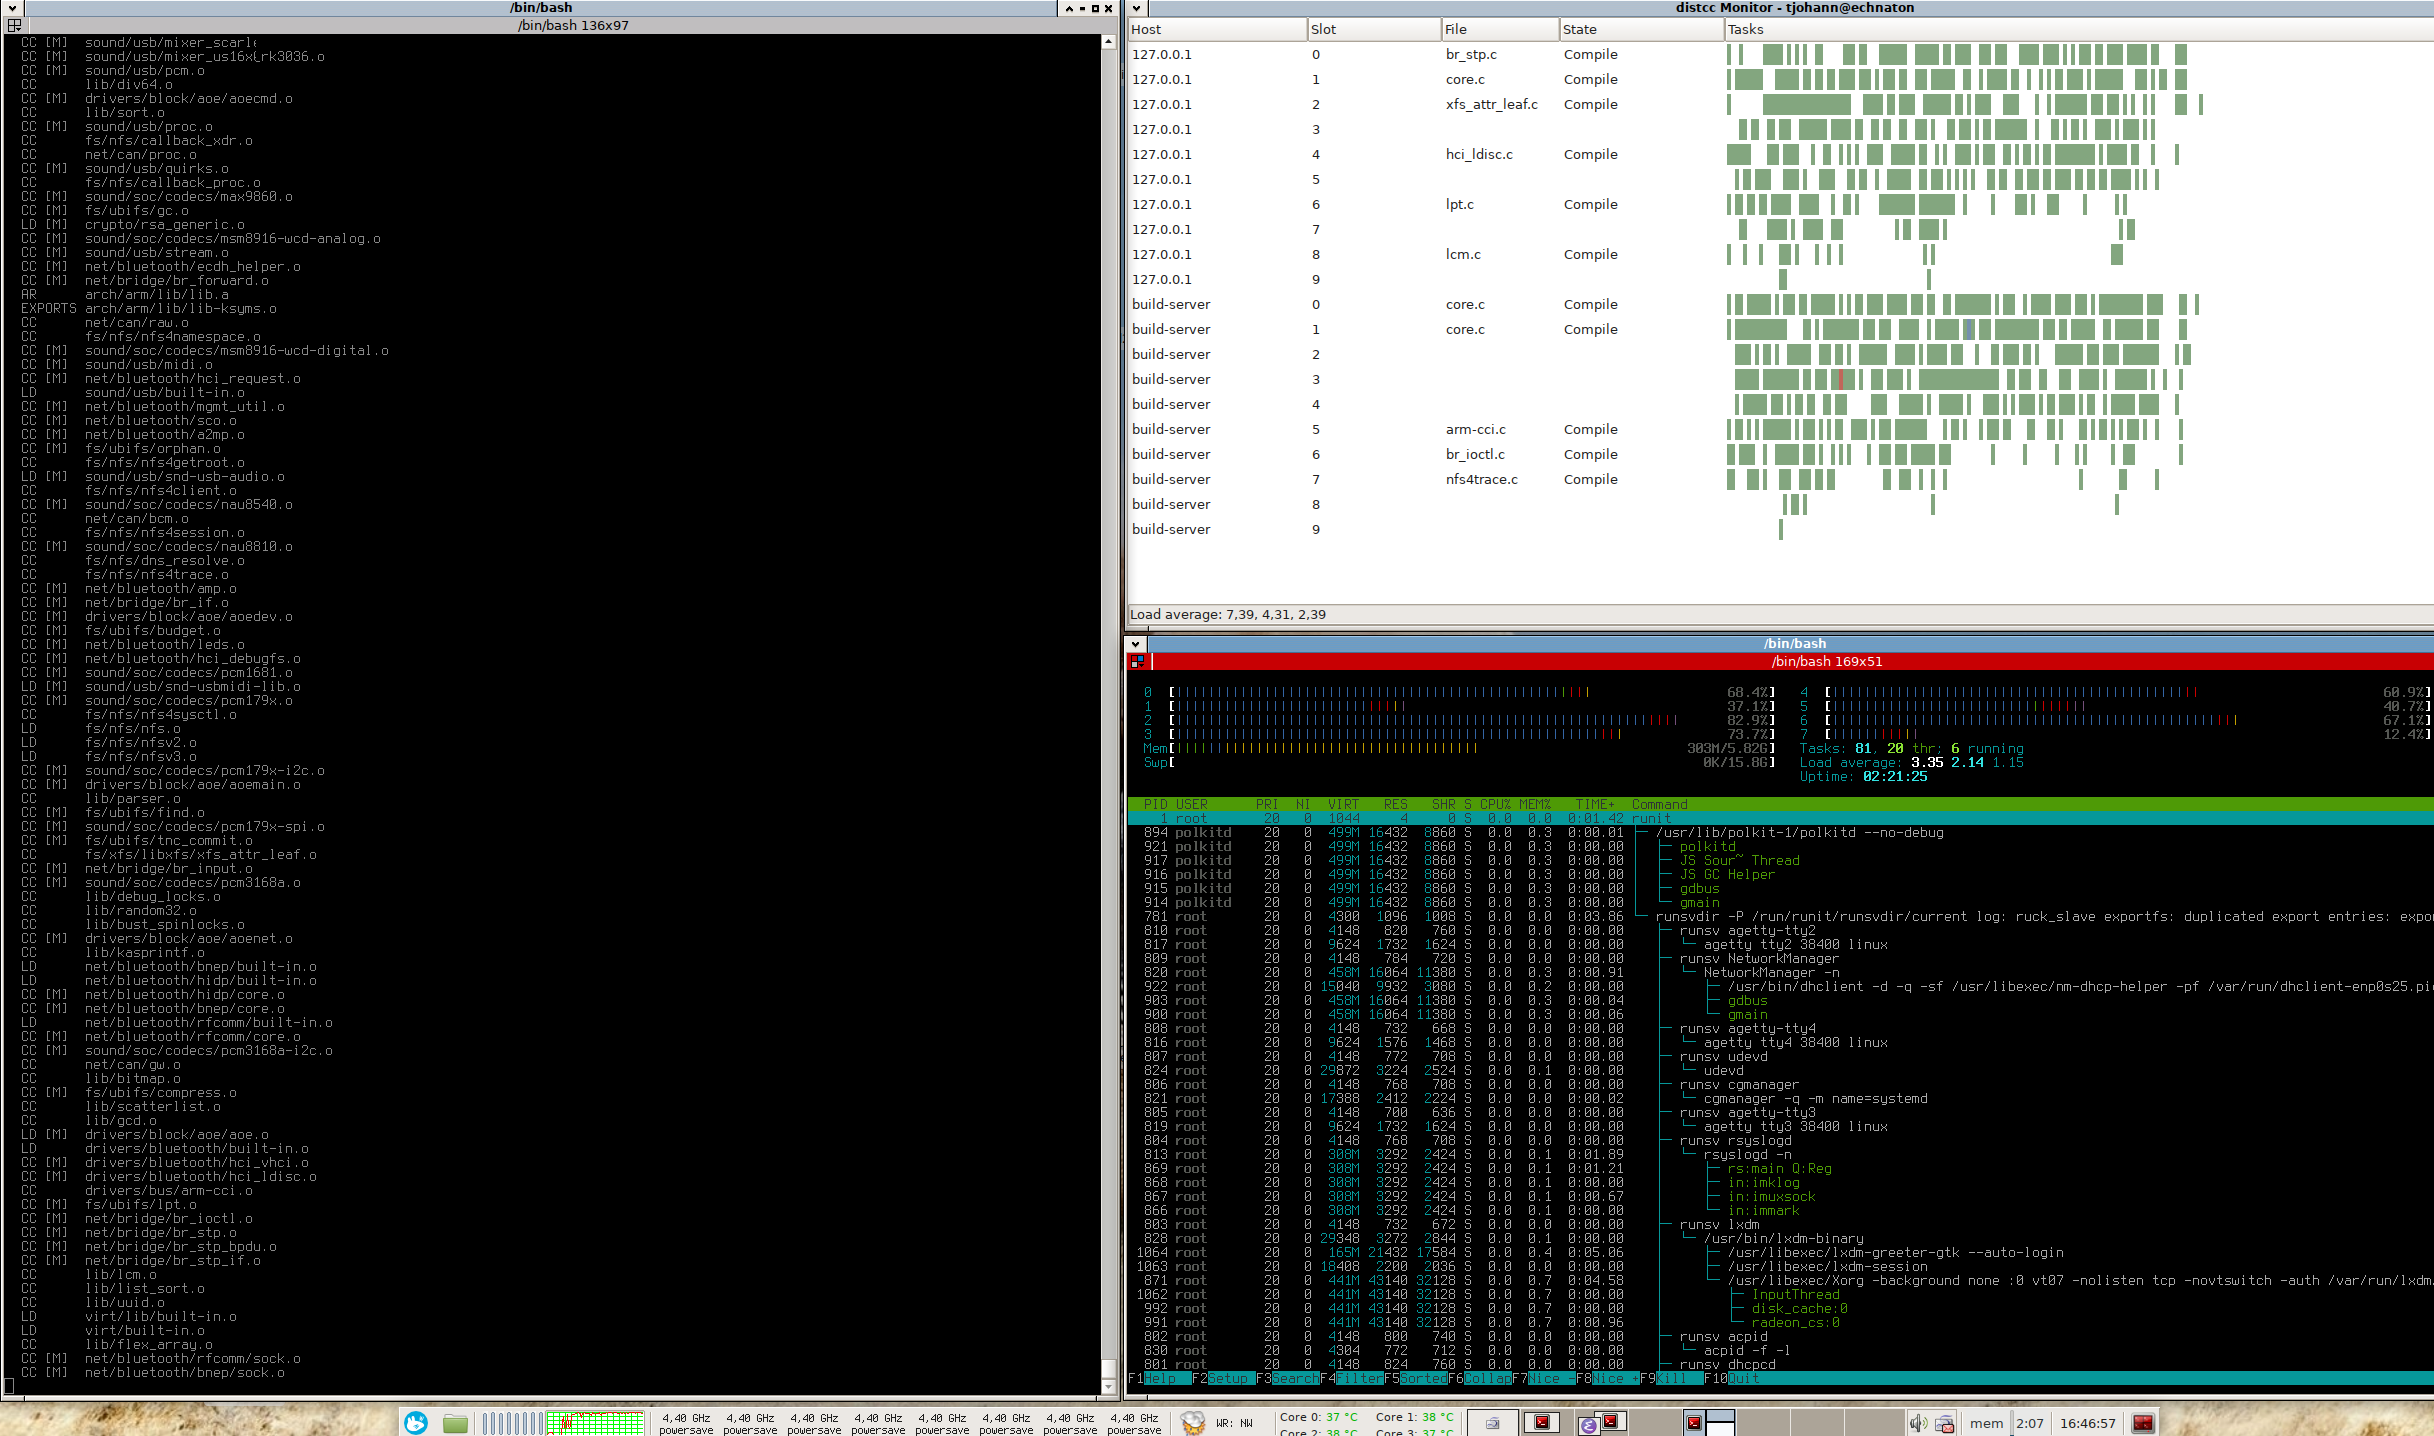 /bin/bash
/bin/bash 136x97
CC [M] sound/usb/mixer_scarle
CC [M] sound/usb/mixer_us16x rk3036.o
CC [M] sound/usb/pcm.o
CC lib/div64.o
CC [M] drivers/block/aoe/aoecmd.o
CC lib/sort.o
CC [M] sound/usb/proc.o
CC fs/nfs/callback_xdr.o
CC net/can/proc.o
CC [M] sound/usb/quirks.o
CC fs/nfs/callback_proc.o
CC [M] sound/soc/codecs/max9860.o
CC [M] fs/ubifs/gc.o
LD [M] crypto/rsa_generic.o
CC [M] sound/soc/codecs/msm8916-wcd-analog.o
CC [M] sound/usb/stream.o
CC [M] net/bluetooth/ecdh_helper.o
CC [M] net/bridge/br_forward.o
AR arch/arm/lib/lib.a
EXPORTS arch/arm/lib/lib-ksyms.o
CC net/can/raw.o
CC fs/nfs/nfs4namespace.o
CC [M] sound/soc/codecs/msm8916-wcd-digital.o
CC [M] sound/usb/midi.o
CC [M] net/bluetooth/hci_request.o
LD sound/usb/built-in.o
CC [M] net/bluetooth/mgmt_util.o
CC [M] net/bluetooth/sco.o
CC [M] net/bluetooth/a2mp.o
CC [M] fs/ubifs/orphan.o
CC fs/nfs/nfs4getroot.o
LD [M] sound/usb/snd-usb-audio.o
CC fs/nfs/nfs4client.o
CC [M] sound/soc/codecs/nau8540.o
CC net/can/bcm.o
CC fs/nfs/nfs4session.o
CC [M] sound/soc/codecs/nau8810.o
CC fs/nfs/dns_resolve.o
CC fs/nfs/nfs4trace.o
CC [M] net/bluetooth/amp.o
CC [M] net/bridge/br_if.o
CC [M] drivers/block/aoe/aoedev.o
CC [M] fs/ubifs/budget.o
CC [M] net/bluetooth/leds.o
CC [M] net/bluetooth/hci_debugfs.o
CC [M] sound/soc/codecs/pcm1681.o
LD [M] sound/usb/snd-usbmidi-lib.o
CC [M] sound/soc/codecs/pcm179x.o
CC fs/nfs/nfs4sysctl.o
LD fs/nfs/nfs.o
LD fs/nfs/nfsv2.o
LD fs/nfs/nfsv3.o
CC [M] sound/soc/codecs/pcm179x-i2c.o
CC [M] drivers/block/aoe/aoemain.o
CC lib/parser.o
CC [M] fs/ubifs/find.o
CC [M] sound/soc/codecs/pcm179x-spi.o
CC [M] fs/ubifs/tnc_commit.o
CC fs/xfs/libxfs/xfs_attr_leaf.o
CC [M] net/bridge/br_input.o
CC [M] sound/soc/codecs/pcm3168a.o
CC lib/debug_locks.o
CC lib/random32.o
CC lib/bust_spinlocks.o
CC [M] drivers/block/aoe/aoenet.o
CC lib/kasprintf.o
LD net/bluetooth/bnep/built-in.o
LD net/bluetooth/hidp/built-in.o
CC [M] net/bluetooth/hidp/core.o
CC [M] net/bluetooth/bnep/core.o
LD net/bluetooth/rfcomm/built-in.o
CC [M] net/bluetooth/rfcomm/core.o
CC [M] sound/soc/codecs/pcm3168a-i2c.o
CC net/can/gw.o
CC lib/bitmap.o
CC [M] fs/ubifs/compress.o
CC lib/scatterlist.o
CC lib/gcd.o
LD [M] drivers/block/aoe/aoe.o
LD drivers/bluetooth/built-in.o
CC [M] drivers/bluetooth/hci_vhci.o
CC [M] drivers/bluetooth/hci_ldisc.o
CC drivers/bus/arm-cci.o
CC [M] fs/ubifs/lpt.o
CC [M] net/bridge/br_ioctl.o
CC [M] net/bridge/br_stp.o
CC [M] net/bridge/br_stp_bpdu.o
CC [M] net/bridge/br_stp_if.o
CC lib/lcm.o
CC lib/list_sort.o
CC lib/uuid.o
LD virt/lib/built-in.o
LD virt/built-in.o
CC lib/flex_array.o
CC [M] net/bluetooth/rfcomm/sock.o
CC [M] net/bluetooth/bnep/sock.o
distcc Monitor - tjohann@echnaton
Host Slot File State Tasks
127.0.0.1 0 br_stp.c Compile
127.0.0.1 1 core.c Compile
127.0.0.1 2 xfs_attr_leaf.c Compile
127.0.0.1 3
127.0.0.1 4 hci_ldisc.c Compile
127.0.0.1 5
127.0.0.1 6 lpt.c Compile
127.0.0.1 7
127.0.0.1 8 lcm.c Compile
127.0.0.1 9
build-server 0 core.c Compile
build-server 1 core.c Compile
build-server 2
build-server 3
build-server 4
build-server 5 arm-cci.c Compile
build-server 6 br_ioctl.c Compile
build-server 7 nfs4trace.c Compile
build-server 8
build-server 9
Load average: 7,39, 4,31, 2,39
/bin/bash
/bin/bash 169x51
0 [ 68.4%] 4 [ 60.9%]
1 [ 37.1%] 5 [ 40.7%]
2 [ 82.9%] 6 [ 67.1%]
3 [ 73.7%] 7 [ 12.4%]
Mem[ 303M/5.82G] Tasks: 81, 20 thr; 6 running
Swp[ 0K/15.8G] Load average: 3.35 2.14 1.15
Uptime: 02:21:25
PID USER PRI NI VIRT RES SHR S CPU% MEM% TIME+ Command
1 root 20 0 1044 4 0 S 0.0 0.0 0:01.42 runit
894 polkitd 20 0 499M 16432 8860 S 0.0 0.3 0:00.01 /usr/lib/polkit-1/polkitd --no-debug
921 polkitd 20 0 499M 16432 8860 S 0.0 0.3 0:00.00 polkitd
917 polkitd 20 0 499M 16432 8860 S 0.0 0.3 0:00.00 JS Sour~ Thread
916 polkitd 20 0 499M 16432 8860 S 0.0 0.3 0:00.00 JS GC Helper
915 polkitd 20 0 499M 16432 8860 S 0.0 0.3 0:00.00 gdbus
914 polkitd 20 0 499M 16432 8860 S 0.0 0.3 0:00.00 gmain
781 root 20 0 4300 1096 1008 S 0.0 0.0 0:03.86 runsvdir -P /run/runit/runsvdir/current log: ruck_slave exportfs: duplicated export entries: expo
810 root 20 0 4148 820 760 S 0.0 0.0 0:00.00 runsv agetty-tty2
817 root 20 0 9624 1732 1624 S 0.0 0.0 0:00.00 agetty tty2 38400 linux
809 root 20 0 4148 784 720 S 0.0 0.0 0:00.00 runsv NetworkManager
820 root 20 0 458M 16064 11380 S 0.0 0.3 0:00.91 NetworkManager -n
922 root 20 0 15040 9932 3080 S 0.0 0.2 0:00.00 /usr/bin/dhclient -d -q -sf /usr/libexec/nm-dhcp-helper -pf /var/run/dhclient-enp0s25.pi
903 root 20 0 458M 16064 11380 S 0.0 0.3 0:00.04 gdbus
900 root 20 0 458M 16064 11380 S 0.0 0.3 0:00.06 gmain
808 root 20 0 4148 732 668 S 0.0 0.0 0:00.00 runsv agetty-tty4
816 root 20 0 9624 1576 1468 S 0.0 0.0 0:00.00 agetty tty4 38400 linux
807 root 20 0 4148 772 708 S 0.0 0.0 0:00.00 runsv udevd
824 root 20 0 29872 3224 2524 S 0.0 0.1 0:00.00 udevd
806 root 20 0 4148 768 708 S 0.0 0.0 0:00.00 runsv cgmanager
821 root 20 0 17388 2412 2224 S 0.0 0.0 0:00.02 cgmanager -q -m name=systemd
805 root 20 0 4148 700 636 S 0.0 0.0 0:00.00 runsv agetty-tty3
819 root 20 0 9624 1732 1624 S 0.0 0.0 0:00.00 agetty tty3 38400 linux
804 root 20 0 4148 768 708 S 0.0 0.0 0:00.00 runsv rsyslogd
813 root 20 0 308M 3292 2424 S 0.0 0.1 0:01.89 rsyslogd -n
869 root 20 0 308M 3292 2424 S 0.0 0.1 0:01.21 rs:main Q:Reg
868 root 20 0 308M 3292 2424 S 0.0 0.1 0:00.00 in:imklog
867 root 20 0 308M 3292 2424 S 0.0 0.1 0:00.67 in:imuxsock
866 root 20 0 308M 3292 2424 S 0.0 0.1 0:00.00 in:immark
803 root 20 0 4148 732 672 S 0.0 0.0 0:00.00 runsv lxdm
828 root 20 0 29348 3272 2844 S 0.0 0.1 0:00.00 /usr/bin/lxdm-binary
1064 root 20 0 165M 21432 17584 S 0.0 0.4 0:05.06 /usr/libexec/lxdm-greeter-gtk --auto-login
1063 root 20 0 18408 2200 2036 S 0.0 0.0 0:00.00 /usr/libexec/lxdm-session
871 root 20 0 441M 43140 32128 S 0.0 0.7 0:04.58 /usr/libexec/Xorg -background none :0 vt07 -nolisten tcp -novtswitch -auth /var/run/lxdm
1062 root 20 0 441M 43140 32128 S 0.0 0.7 0:00.00 InputThread
992 root 20 0 441M 43140 32128 S 0.0 0.7 0:00.00 disk_cache:0
991 root 20 0 441M 43140 32128 S 0.0 0.7 0:00.96 radeon_cs:0
802 root 20 0 4148 800 740 S 0.0 0.0 0:00.00 runsv acpid
830 root 20 0 4304 772 712 S 0.0 0.0 0:00.00 acpid -f -l
801 root 20 0 4148 824 760 S 0.0 0.0 0:00.00 runsv dhcpcd
F1Help F2Setup F3SearchF4FilterF5SortedF6CollapF7Nice -F8Nice +F9Kill F10Quit
4,40 GHz 4,40 GHz 4,40 GHz 4,40 GHz 4,40 GHz 4,40 GHz 4,40 GHz 4,40 GHz WR: NW Core 0: 37 °C Core 1: 38 °C mem 2:07 16:46:57
powersave powersave powersave powersave powersave powersave powersave powersave Core 2: 38 °C Core 3: 37 °C